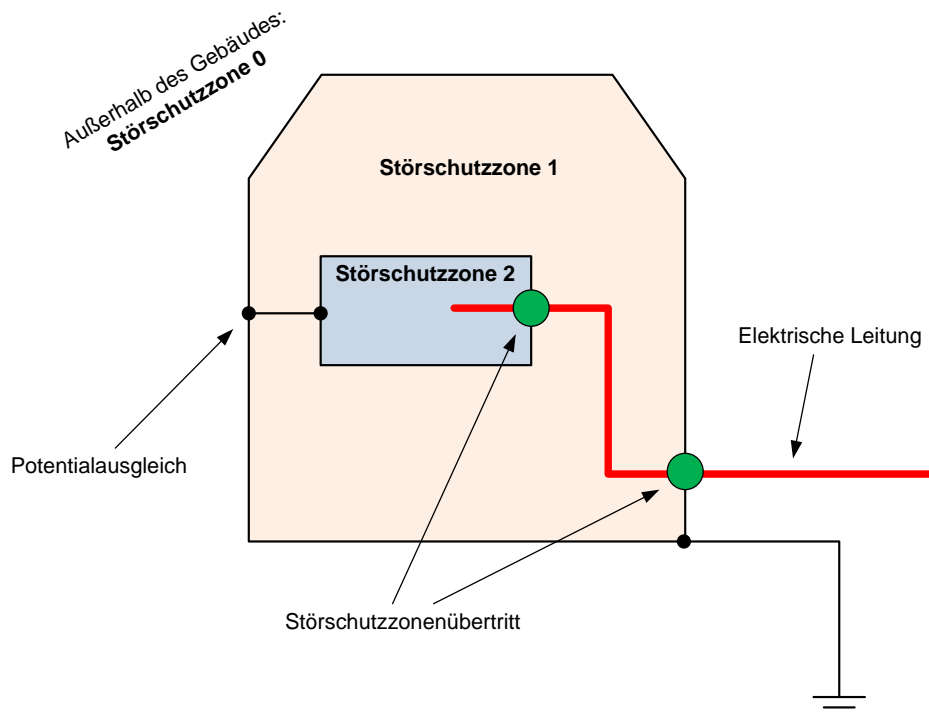 Außerhalb des Gebäudes:
Störschutzzone 0
Störschutzzone 1
Störschutzzone 2
Elektrische Leitung
Potentialausgleich
Störschutzzonenübertritt